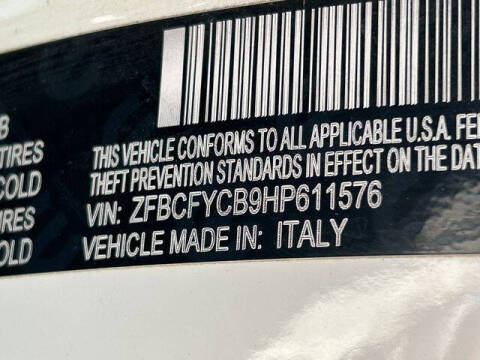 B
TIRES
COLD
IRES
OLD
THIS VEHICLE CONFORMS TO ALL APPLICABLE U.S.A. FE
THEFT PREVENTION STANDARDS IN EFFECT ON THE DAT
VIN: ZFBCFYCB9HP611576
VEHICLE MADE IN: ITALY